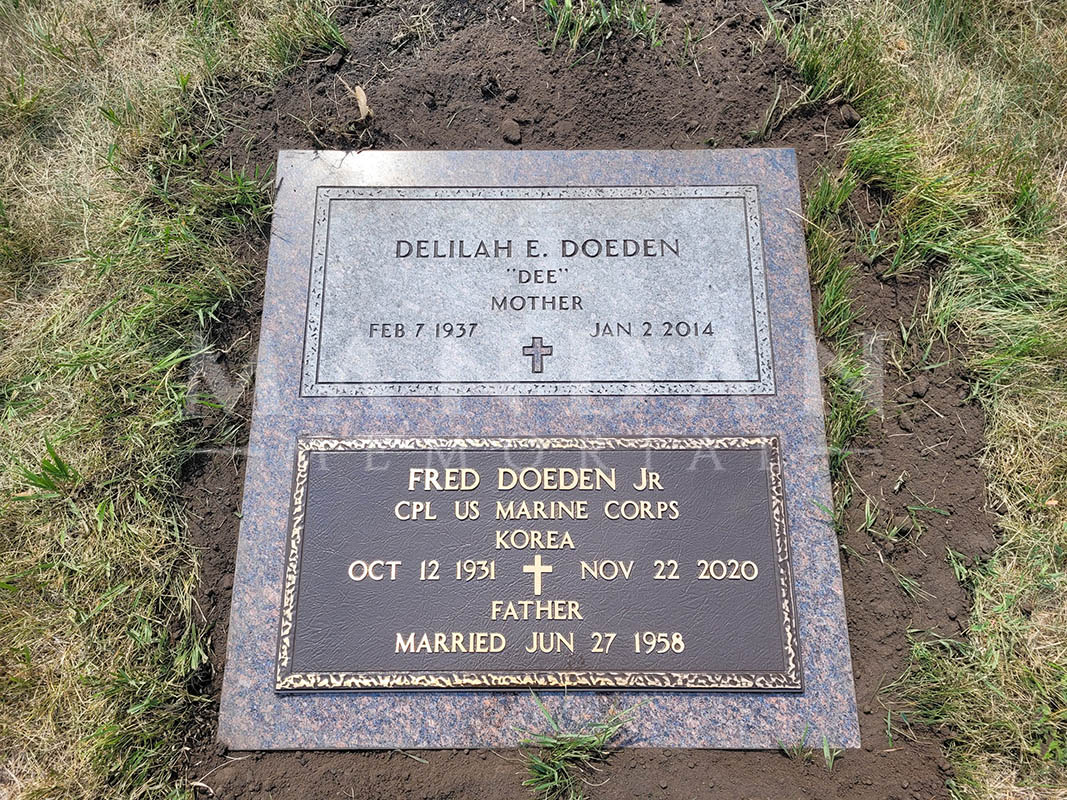 DELILAH E. DOEDEN
"DEE"
MOTHER
FEB 7 1937 JAN 2 2014
FRED DOEDEN JR
CPL US MARINE CORPS
KOREA
OCT 12 1931 NOV 22 2020
FATHER
MARRIED JUN 27 1958